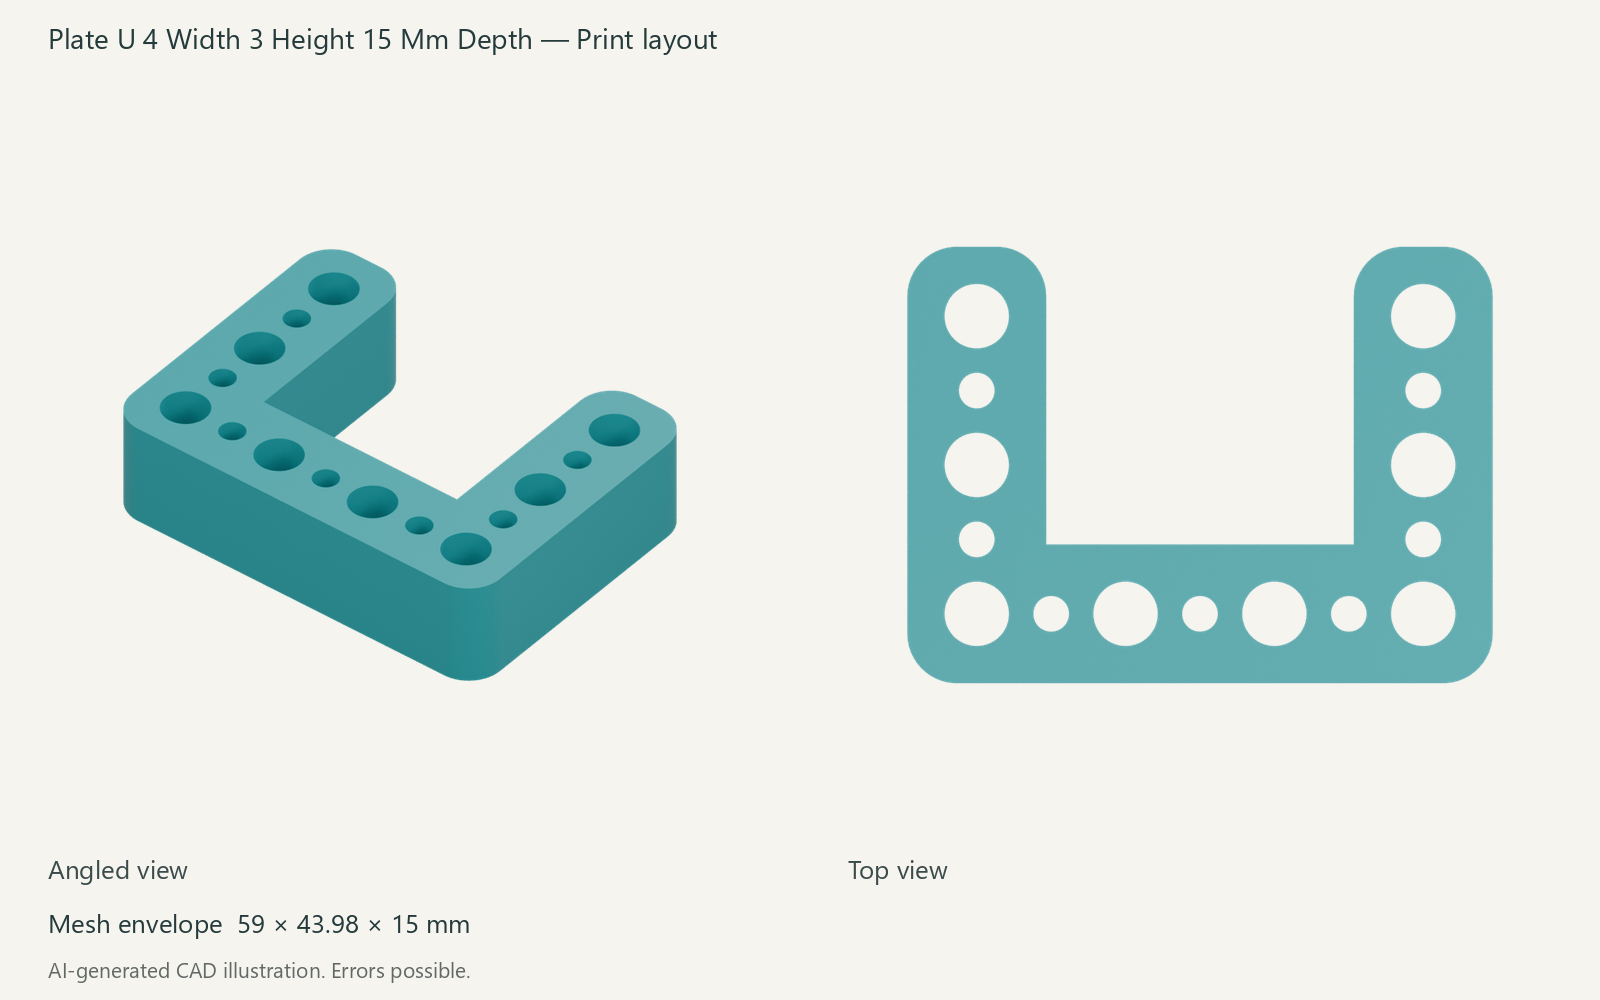 Plate U 4 Width 3 Height 15 Mm Depth — Print layout
Angled view
Top view
Mesh envelope 59 × 43.98 × 15 mm
AI-generated CAD illustration. Errors possible.